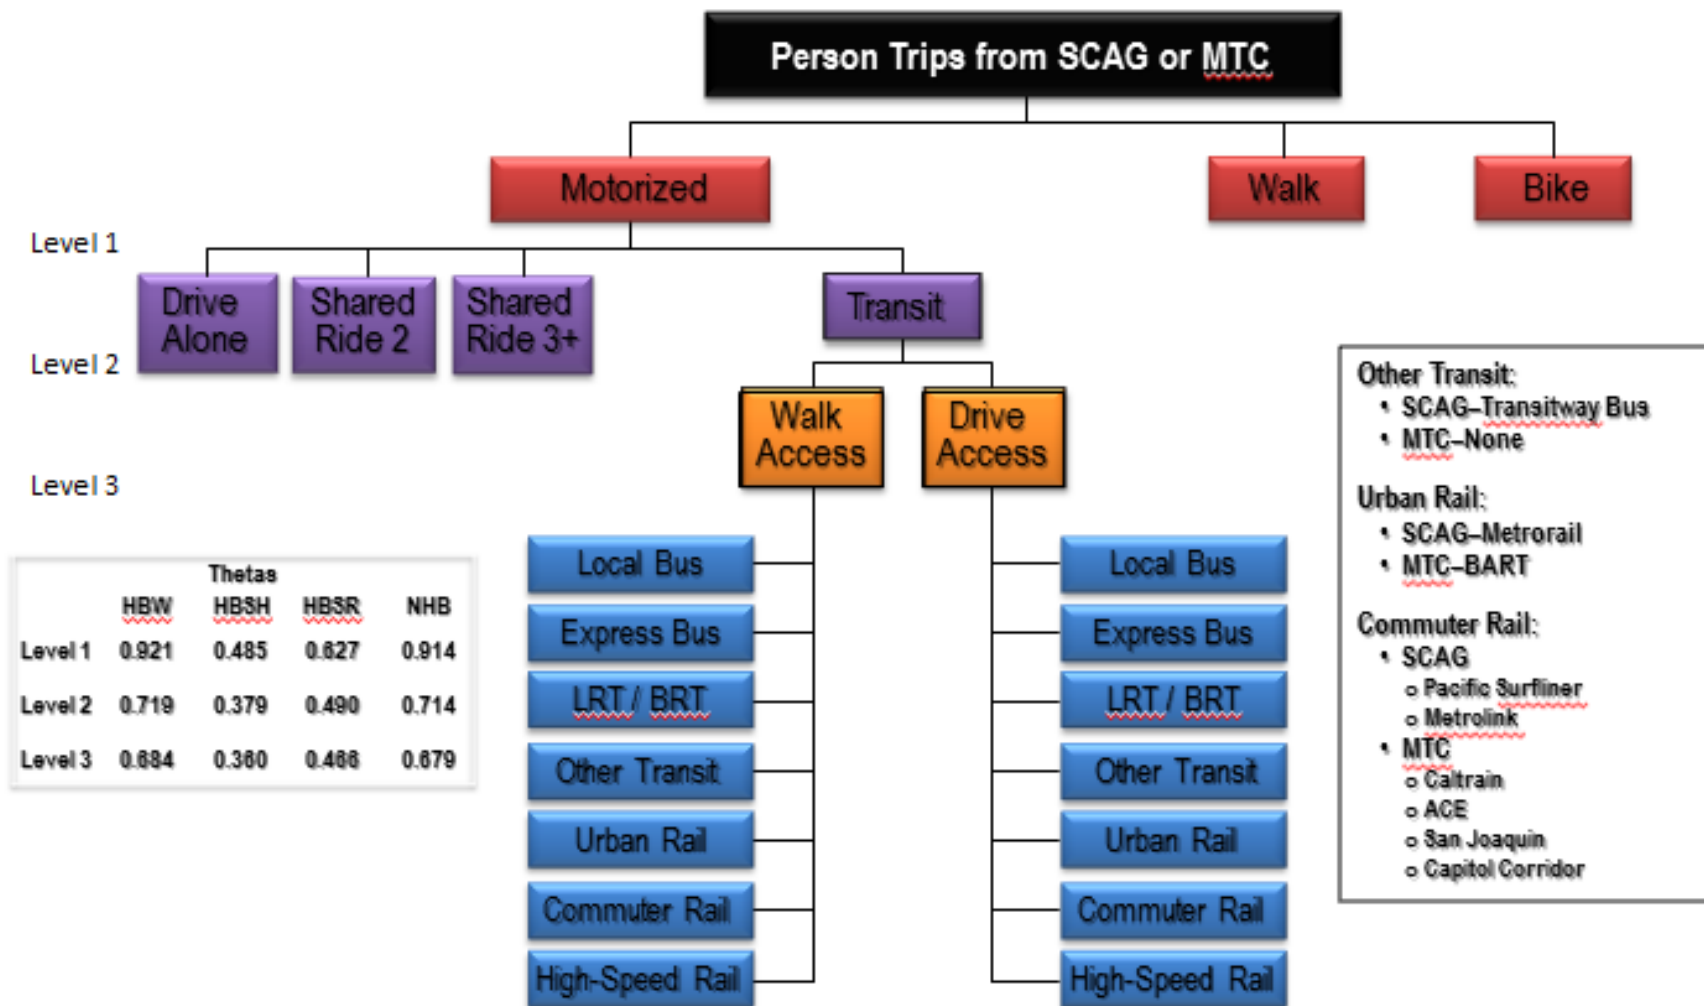 Person Trips from SCAG or MTC
Motorized
Walk
Bike
Level 1
Drive
Alone
Shared
Ride 2
Shared
Ride 3+
Transit
Level 2
Walk
Access
Drive
Access
Level 3
Local Bus
Express Bus
LRT / BRT
Other Transit
Urban Rail
Commuter Rail
High-Speed Rail
Local Bus
Express Bus
LRT / BRT
Other Transit
Urban Rail
Commuter Rail
High-Speed Rail
Thetas
HBW HBSH HBSR NHB
Level 1 0.921 0.485 0.627 0.914
Level 2 0.719 0.379 0.490 0.714
Level 3 0.684 0.360 0.466 0.679
Other Transit:
• SCAG–Transitway Bus
• MTC–None
Urban Rail:
• SCAG–Metrorail
• MTC–BART
Commuter Rail:
• SCAG
o Pacific Surfliner
o Metrolink
• MTC
o Caltrain
o ACE
o San Joaquin
o Capitol Corridor